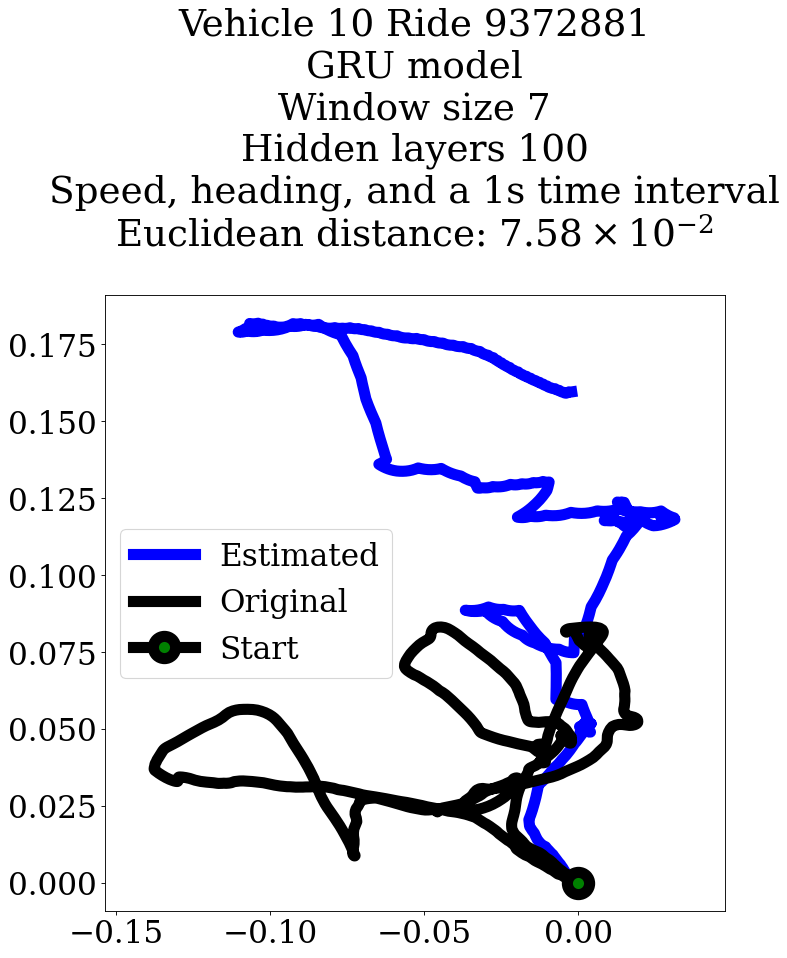 Vehicle 10 Ride 9372881
GRU model
Window size 7
Hidden layers 100
Speed, heading, and a 1s time interval
Euclidean distance: 7.58 × 10⁻²
0.175
0.150
0.125
0.100
0.075
0.050
0.025
0.000
Estimated
Original
Start
−0.15 −0.10 −0.05 0.00